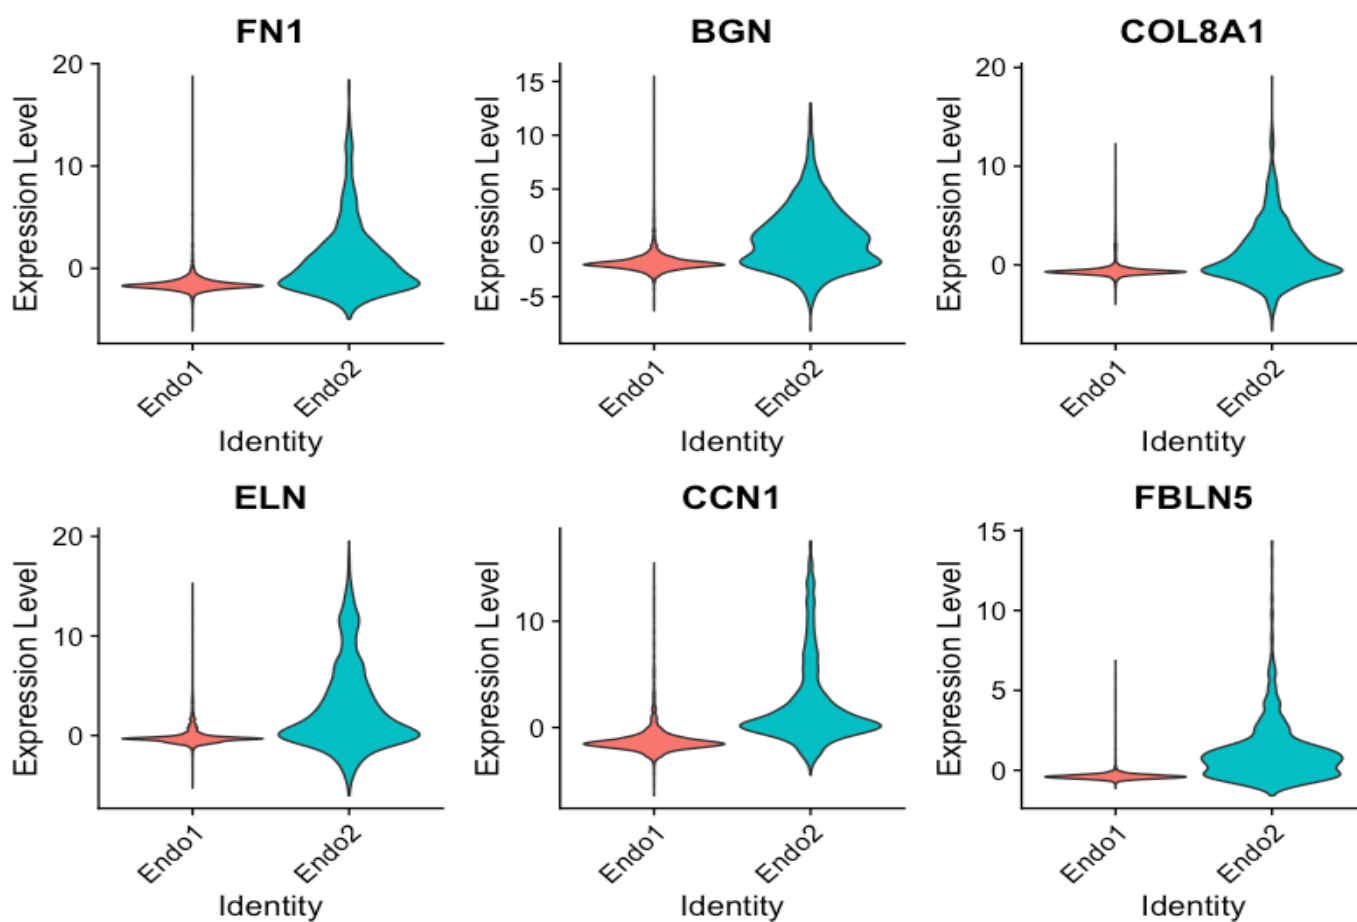 FN1
BGN
COL8A1
Expression Level
20
10
0
Expression Level
15
10
5
0
-5
Expression Level
20
10
0
Endo1
Endo2
Endo1
Endo2
Endo1
Endo2
Identity
Identity
Identity
ELN
CCN1
FBLN5
Expression Level
20
10
0
Expression Level
10
0
Expression Level
15
10
5
0
Endo1
Endo2
Endo1
Endo2
Endo1
Endo2
Identity
Identity
Identity